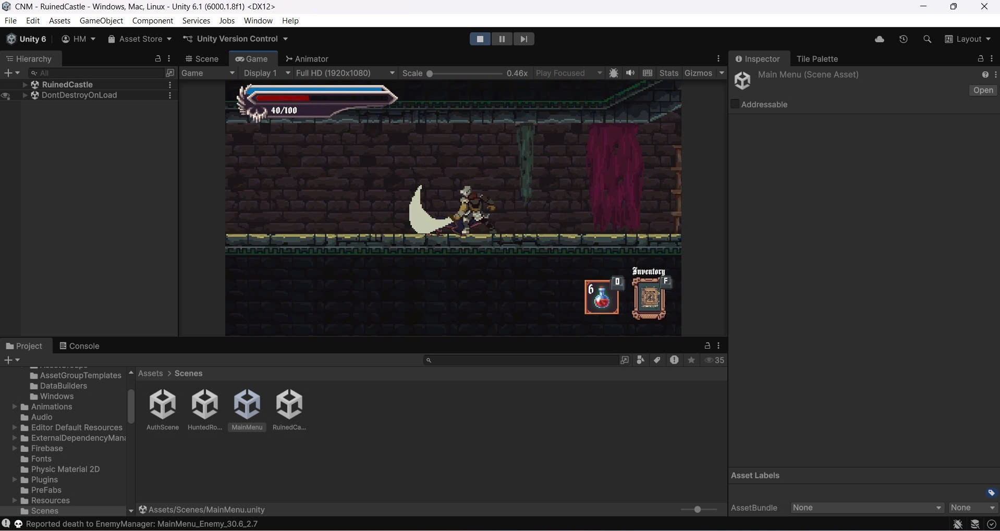 CNM - RuinedCastle - Windows, Mac, Linux - Unity 6.1 (6000.1.8f1) <DX12>
File Edit Assets GameObject Component Services Jobs Window Help
Unity 6 HM Asset Store Unity Version Control Layout
Hierarchy Scene Game Animator Inspector Tile Palette
All Game Display 1 Full HD (1920x1080) Scale 0.46x Play Focused Stats Gizmos
Main Menu (Scene Asset)
RuinedCastle
DontDestroyOnLoad
Open
Addressable
40/100
Inventory
6 O F
Project Console
35
AssetGroupTemplates
DataBuilders
Windows
Animations
Audio
Editor Default Resources
ExternalDependencyMana
Firebase
Fonts
Physic Material 2D
Plugins
PreFabs
Resources
Scenes
Assets > Scenes
AuthScene HuntedRo... MainMenu RuinedCa...
Assets/Scenes/MainMenu.unity
Asset Labels
AssetBundle None None
Reported death to EnemyManager: MainMenu_Enemy_30.6_2.7